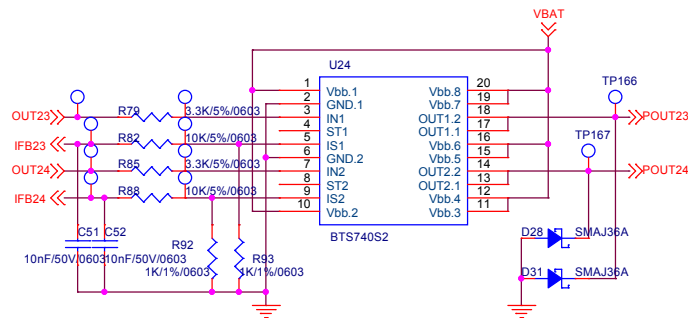 VBAT
U24
TP166
1 Vbb.1 Vbb.8 20
2 GND.1 Vbb.7 19
OUT23 R79 3.3K/5%/0603 3 IN1 OUT1.2 18 POUT23
4 ST1 OUT1.1 17
TP167
IFB23 R82 10K/5%/0603 5 IS1 Vbb.6 16
6 GND.2 Vbb.5 15
OUT24 R85 3.3K/5%/0603 7 IN2 OUT2.2 14 POUT24
8 ST2 OUT2.1 13
IFB24 R88 10K/5%/0603 9 IS2 Vbb.4 12
10 Vbb.2 Vbb.3 11
C51 C52
BTS740S2
D28 SMAJ36A
R92 R93
10nF/50V/0603 10nF/50V/0603
1K/1%/0603 1K/1%/0603
D31 SMAJ36A